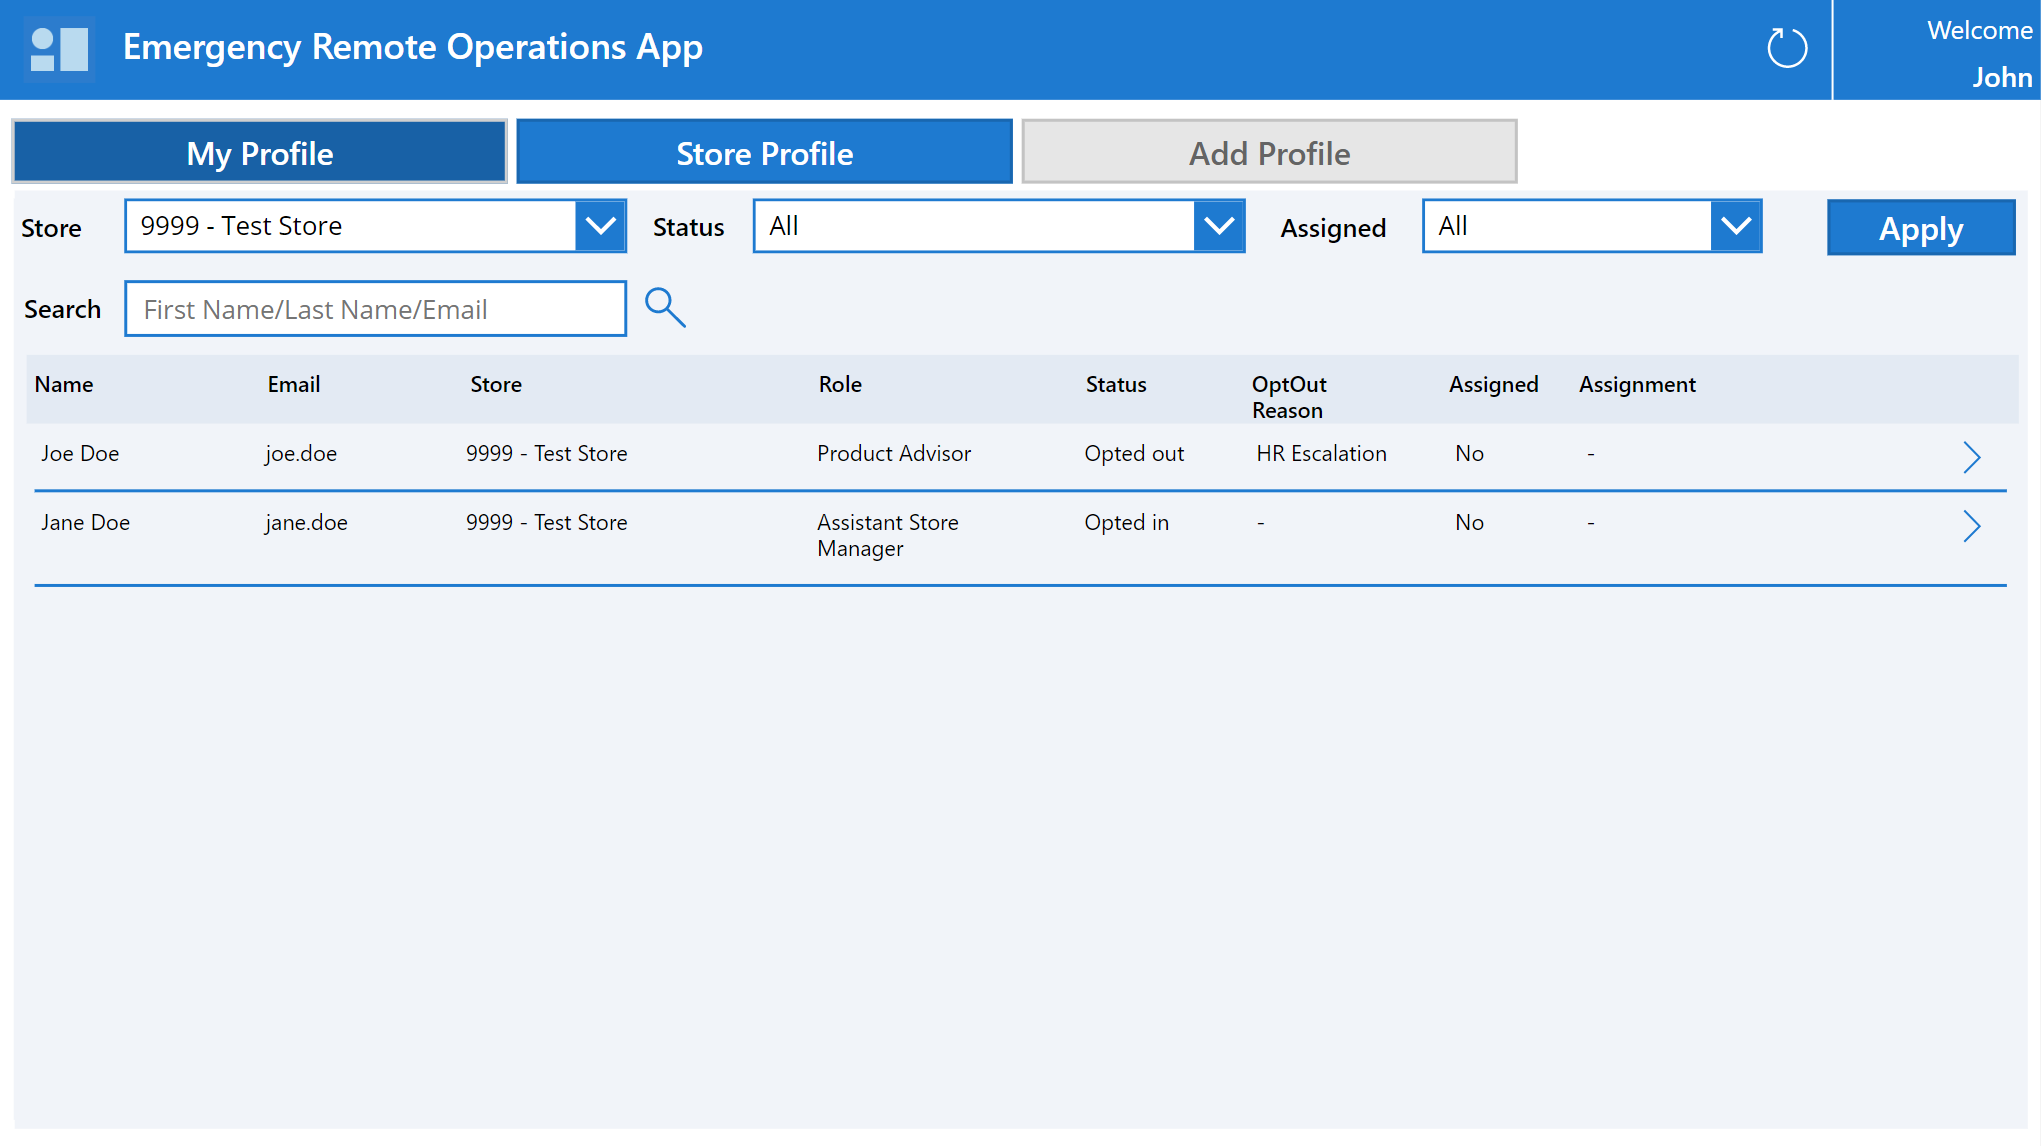 Emergency Remote Operations App
Welcome
John
My Profile Store Profile Add Profile
Store 9999 - Test Store Status All Assigned All Apply
Search First Name/Last Name/Email
Name Email Store Role Status OptOut Reason Assigned Assignment
Joe Doe joe.doe 9999 - Test Store Product Advisor Opted out HR Escalation No -
Jane Doe jane.doe 9999 - Test Store Assistant Store Manager Opted in - No -